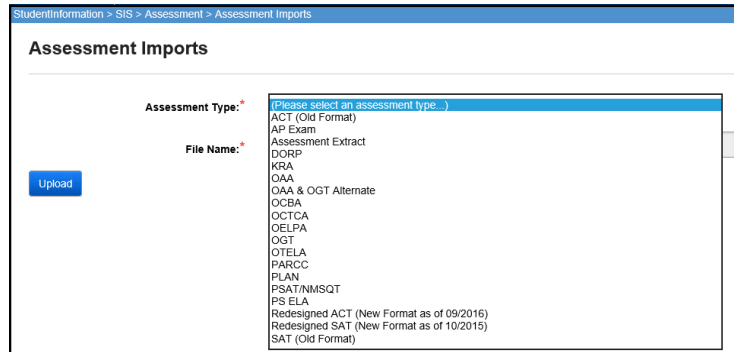 StudentInformation > SIS > Assessment > Assessment Imports
Assessment Imports
Assessment Type:*
(Please select an assessment type...)
ACT (Old Format)
AP Exam
Assessment Extract
File Name:*
DORP
KRA
OAA
Upload
OAA & OGT Alternate
OCBA
OCTCA
OELPA
OGT
OTELA
PARCC
PLAN
PSAT/NMSQT
PS ELA
Redesigned ACT (New Format as of 09/2016)
Redesigned SAT (New Format as of 10/2015)
SAT (Old Format)